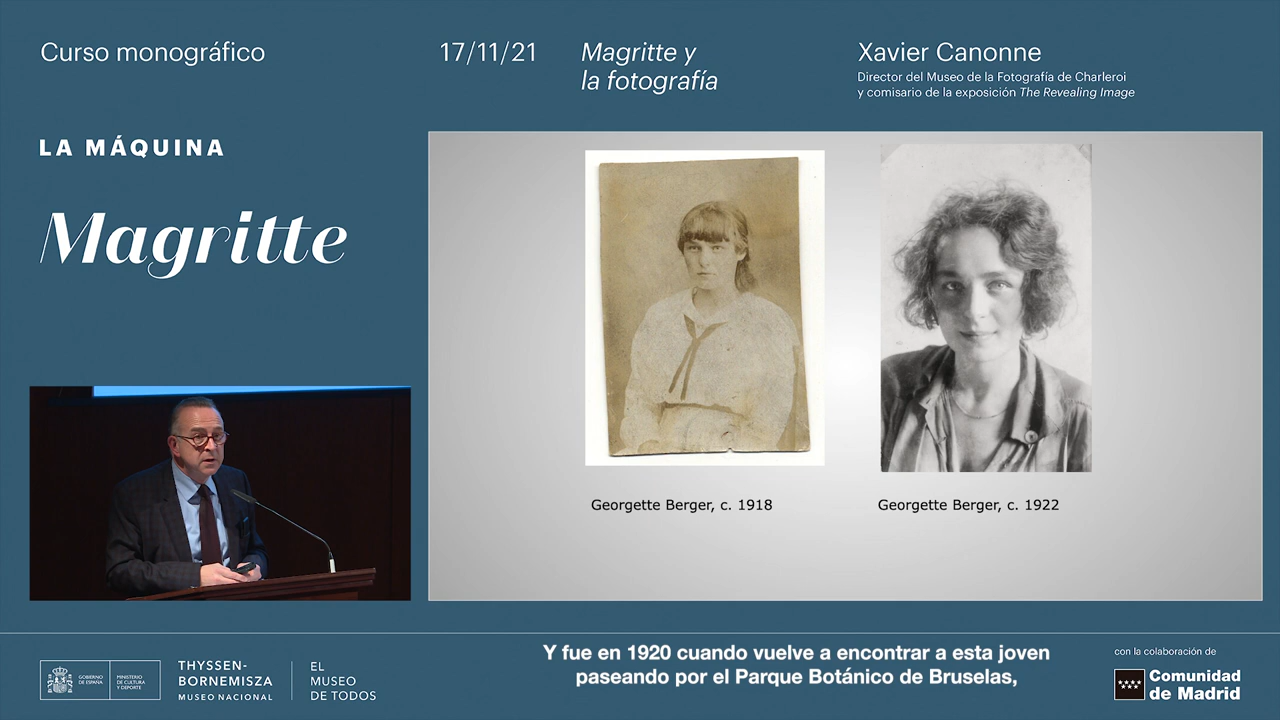 Curso monográfico
17/11/21
Magritte y
la fotografía
Xavier Canonne
Director del Museo de la Fotografía de Charleroi
y comisario de la exposición The Revealing Image
LA MÁQUINA
Magritte
Georgette Berger, c. 1918
Georgette Berger, c. 1922
Y fue en 1920 cuando vuelve a encontrar a esta joven
paseando por el Parque Botánico de Bruselas,
GOBIERNO
DE ESPAÑA
MINISTERIO
DE CULTURA
Y DEPORTE
THYSSEN-
BORNEMISZA
MUSEO NACIONAL
EL
MUSEO
DE TODOS
con la colaboración de
Comunidad
de Madrid